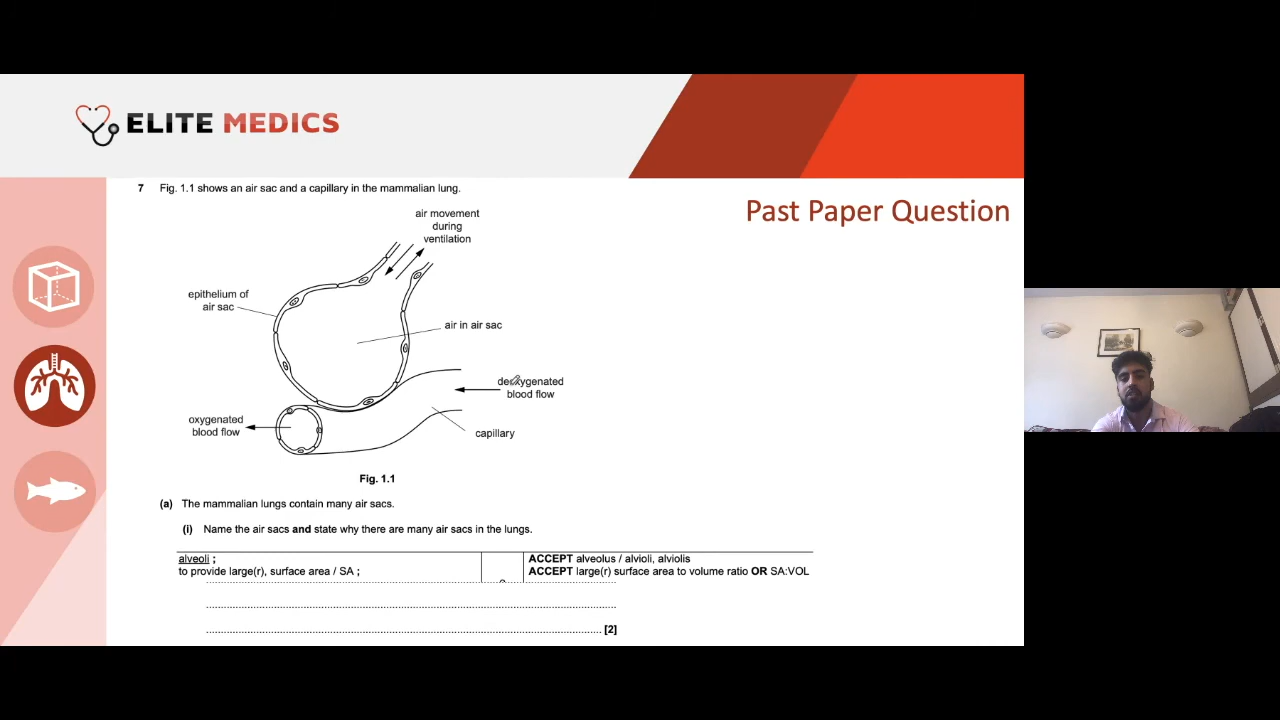 ELITE MEDICS
7 Fig. 1.1 shows an air sac and a capillary in the mammalian lung.
Past Paper Question
air movement
during
ventilation
epithelium of
air sac
air in air sac
deoxygenated
blood flow
oxygenated
blood flow
capillary
Fig. 1.1
(a) The mammalian lungs contain many air sacs.
(i) Name the air sacs and state why there are many air sacs in the lungs.
alveoli ;
ACCEPT alveolus / alvioli, alviolis
to provide large(r), surface area / SA ;
ACCEPT large(r) surface area to volume ratio OR SA:VOL
[2]